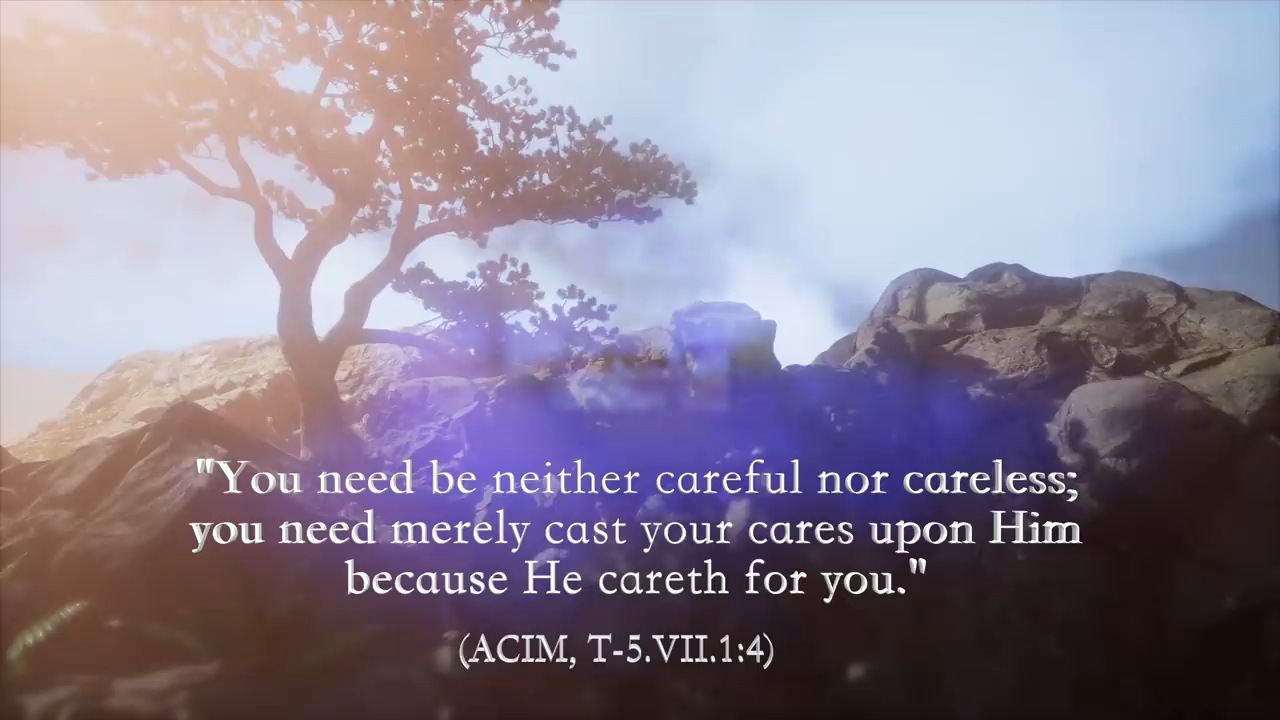 "You need be neither careful nor careless;
you need merely cast your cares upon Him
because He careth for you."
(ACIM, T-5.VII.1:4)